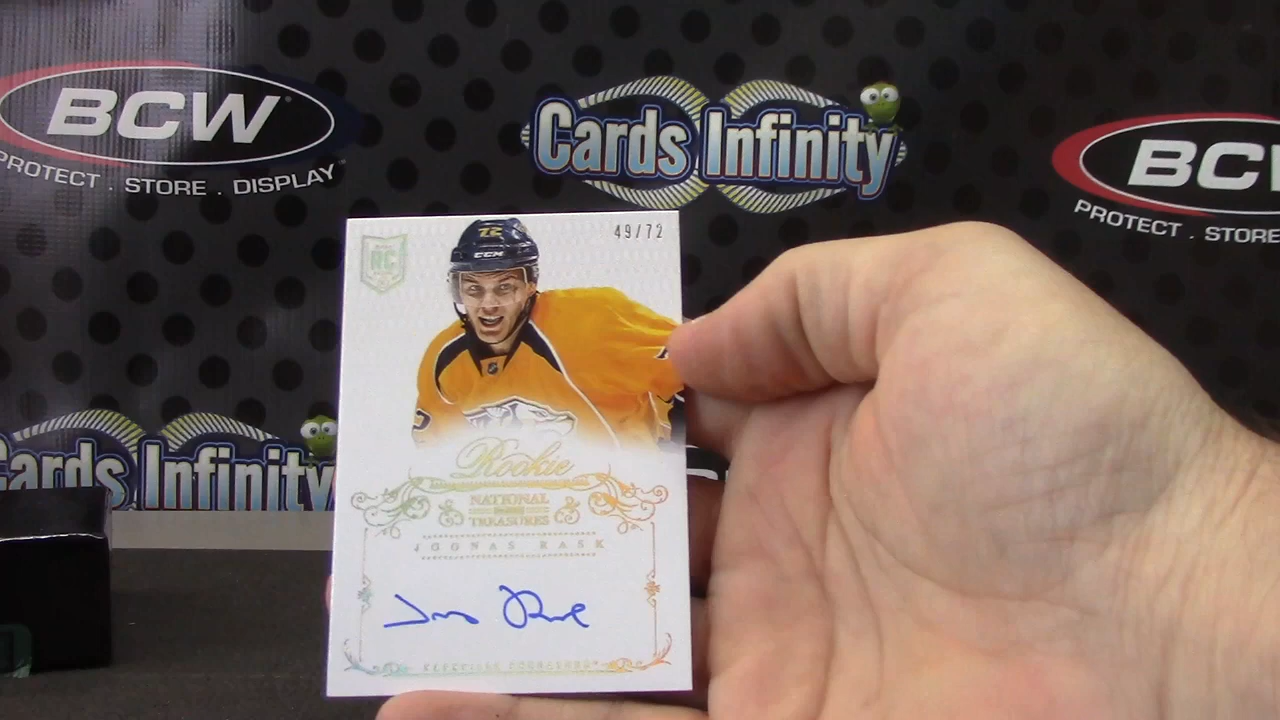 BCW
PROTECT . STORE . DISPLAY
Cards Infinity
BCW
PROTECT . STORE
Cards Infinity
49/72
RC
72
CCM
Rookie
NATIONAL
TREASURES
JOONAS RASK